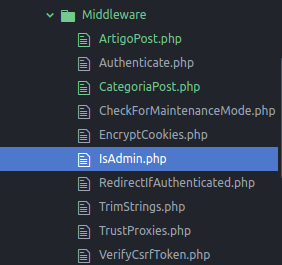 Middleware
ArtigoPost.php
Authenticate.php
CategoriaPost.php
CheckForMaintenanceMode.php
EncryptCookies.php
IsAdmin.php
RedirectIfAuthenticated.php
TrimStrings.php
TrustProxies.php
VerifyCsrfToken.php